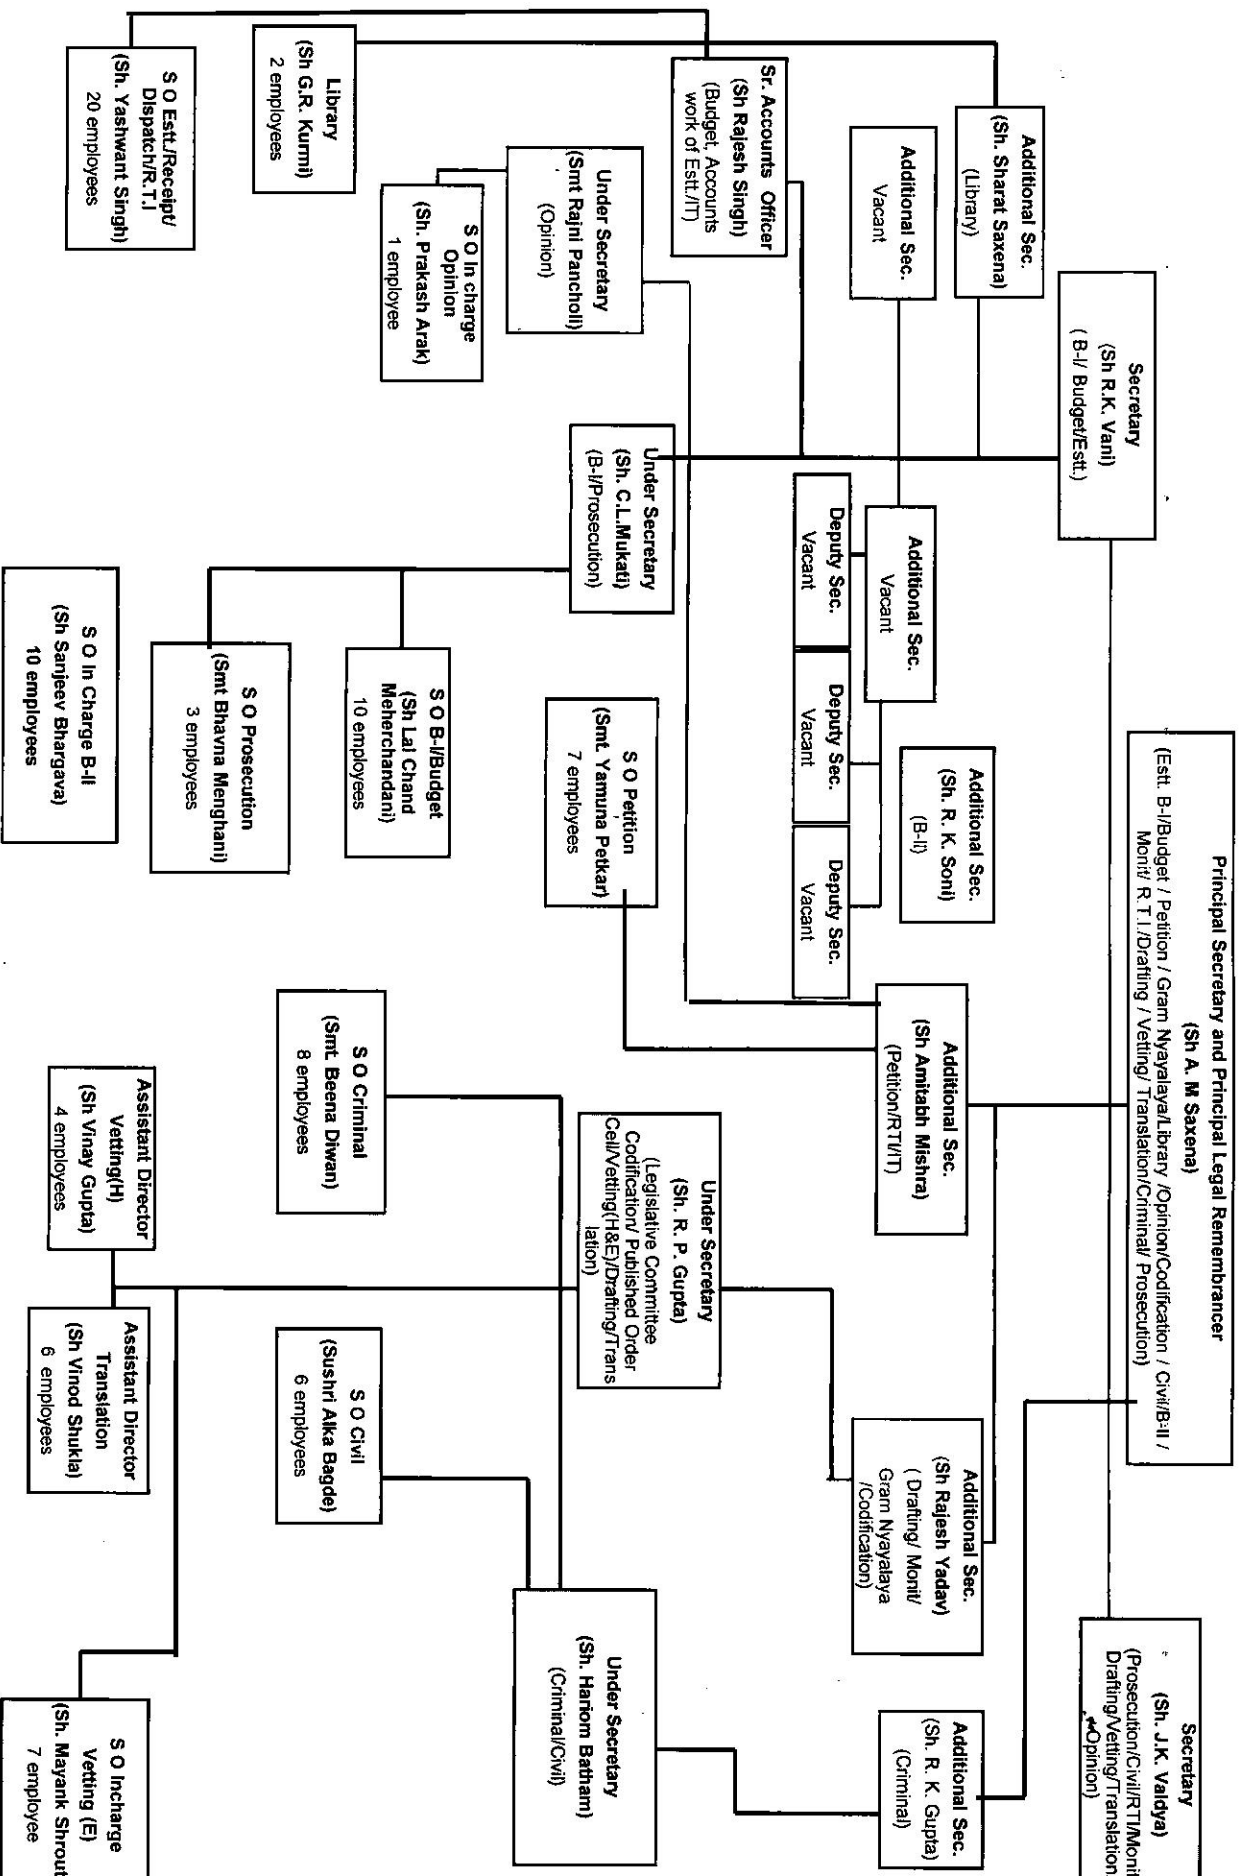 Principal Secretary and Principal Legal Remembrancer
(Sh A. M Saxena)
(Estt. B-I/Budget / Petition / Gram Nyayalaya/Library /Opinion/Codification / Civil/B-II /
Monit/ R.T.I./Drafting / Vetting/ Translation/Criminal/ Prosecution)
Secretary
(Sh R.K. Vani)
( B-I/ Budget/Estt.)
Secretary
(Sh. J.K. Vaidya)
(Prosecution/Civil/RTI/Monit
Drafting/Vetting/Translation
Opinion)
Additional Sec.
(Sh. Sharat Saxena)
(Library)
Additional Sec.
Vacant
Additional Sec.
Vacant
Additional Sec.
(Sh. R. K. Soni)
(B-II)
Additional Sec.
(Sh Amitabh Mishra)
(Petition/RTI/IT)
Additional Sec.
(Sh Rajesh Yadav)
( Drafting/ Monit/
Gram Nyayalaya
/Codification)
Additional Sec.
(Sh. R. K. Gupta)
(Criminal)
Deputy Sec.
Vacant
Deputy Sec.
Vacant
Deputy Sec.
Vacant
Sr. Accounts Officer
(Sh Rajesh Singh)
(Budget, Accounts
work of Estt./IT)
Under Secretary
(Smt Rajni Pancholi)
(Opinion)
Under Secretary
(Sh. C.L.Mukati)
(B-I/Prosecution)
S O Petition
(Smt. Yamuna Petkar)
7 employees
Under Secretary
(Sh. R. P. Gupta)
(Legislative Committee
Codification/ Published Order
Cell/Vetting(H&E)/Drafting/Trans
lation)
Under Secretary
(Sh. Hariom Batham)
(Criminal/Civil)
S O In charge
Opinion
(Sh. Prakash Arak)
1 employee
S O B-I/Budget
(Sh Lal Chand
Meherchandani)
10 employees
S O Criminal
(Smt. Beena Diwan)
8 employees
S O Civil
(Sushri Alka Bagde)
6 employees
Library
(Sh G.R. Kurmi)
2 employees
S O Prosecution
(Smt Bhavna Menghani)
3 employees
S O Estt./Receipt/
Dispatch/R.T.I
(Sh. Yashwant Singh)
20 employees
S O In Charge B-II
(Sh Sanjeev Bhargava)
10 employees
Assistant Director
Vetting(H)
(Sh Vinay Gupta)
4 employees
Assistant Director
Translation
(Sh Vinod Shukla)
6 employees
S O Incharge
Vetting (E)
(Sh. Mayank Shrout
7 employee